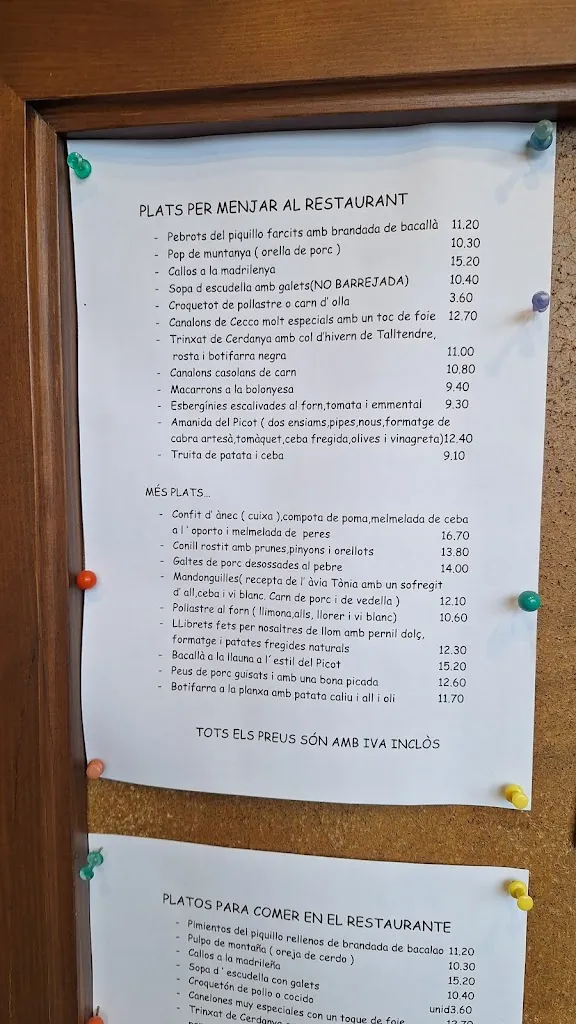 PLATS PER MENJAR AL RESTAURANT
- Pebrots del piquillo farcits amb brandada de bacallà 11,20
- Pop de muntanya ( orella de porc ) 10.30
- Callos a la madrilenya 15.20
- Sopa d escudella amb galets(NO BARREJADA) 10.40
- Croquetot de pollastre o carn d' olla 3.60
- Canalons de Cecco molt especials amb un toc de foie 12,70
- Trinxat de Cerdanya amb col d'hivern de Talltendre,
rosta i botifarra negra 11.00
- Canalons casolans de carn 10.80
- Macarrons a la bolonyesa 9.40
- Esbergínies escalivades al forn,tomata i emmental 9.30
- Amanida del Picot ( dos ensiams,pipes,nous,formatge de
cabra artesà,tomàquet,ceba fregida,olives i vinagreta)12.40
- Truita de patata i ceba 9.10
MÉS PLATS...
- Confit d' ànec ( cuixa ),compota de poma,melmelada de ceba
a l ' oporto i melmelada de peres 16.70
- Conill rostit amb prunes,pinyons i orellots 13.80
- Galtes de porc desossades al pebre 14.00
- Mandonguilles( recepta de l' àvia Tònia amb un sofregit
d' all,ceba i vi blanc. Carn de porc i de vedella ) 12.10
- Pollastre al forn ( llimona,alls, llorer i vi blanc) 10.60
- LLibrets fets per nosaltres de llom amb pernil dolç,
formatge i patates fregides naturals 12.30
- Bacallà a la llauna a l´estil del Picot 15.20
- Peus de porc guisats i amb una bona picada 12.60
- Botifarra a la planxa amb patata caliu i all i oli 11,70
TOTS ELS PREUS SÓN AMB IVA INCLÒS
PLATOS PARA COMER EN EL RESTAURANTE
- Pimientos del piquillo rellenos de brandada de bacalao 11,20
- Pulpo de montaña ( oreja de cerdo ) 10.30
- Callos a la madrileña 15.20
- Sopa d ' escudella con galets 10.40
- Croquetón de pollo o cocido unid3.60
- Canelones muy especiales con un toque de foie 12.70
- Trinxat de Cerdanya